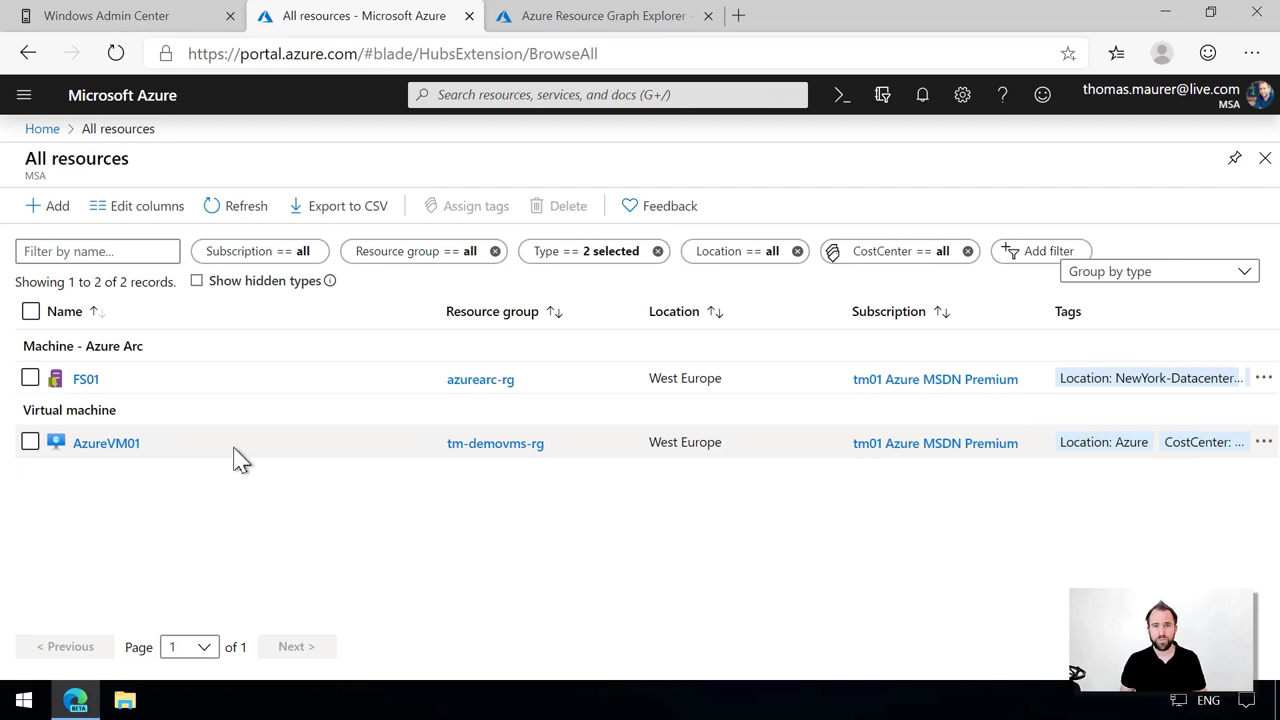 Windows Admin Center
All resources - Microsoft Azure
Azure Resource Graph Explorer -
https://portal.azure.com/#blade/HubsExtension/BrowseAll
Microsoft Azure
Search resources, services, and docs (G+/)
thomas.maurer@live.com
MSA
Home > All resources
All resources
MSA
Add
Edit columns
Refresh
Export to CSV
Assign tags
Delete
Feedback
Filter by name...
Subscription == all
Resource group == all
Type == 2 selected
Location == all
CostCenter == all
Add filter
Showing 1 to 2 of 2 records.
Show hidden types
Group by type
Name
Resource group
Location
Subscription
Tags
Machine - Azure Arc
FS01
azurearc-rg
West Europe
tm01 Azure MSDN Premium
Location: NewYork-Datacenter...
Virtual machine
AzureVM01
tm-demovms-rg
West Europe
tm01 Azure MSDN Premium
Location: Azure
CostCenter: ...
< Previous
Page 1 of 1
Next >
BETA
ENG